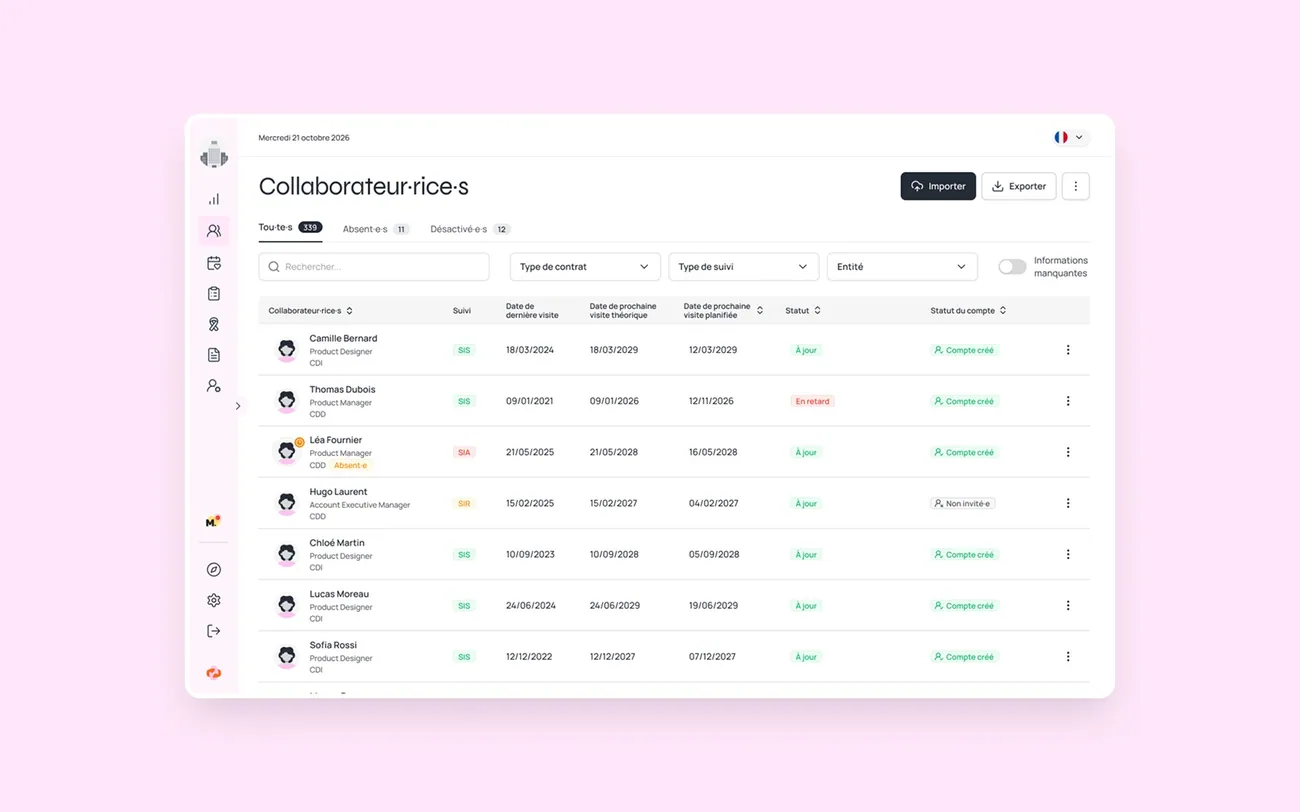 Mercredi 21 octobre 2026
Collaborateur·rice·s
Importer
Exporter
Tou·te·s 339
Absent·e·s 11
Désactivé·e·s 12
Rechercher...
Type de contrat
Type de suivi
Entité
Informations
manquantes
Collaborateur·rice·s
Suivi
Date de
dernière visite
Date de prochaine
visite théorique
Date de prochaine
visite planifiée
Statut
Statut du compte
Camille Bernard
Product Designer
CDI
SIS
18/03/2024
18/03/2029
12/03/2029
À jour
Compte créé
Thomas Dubois
Product Manager
CDD
SIS
09/01/2021
09/01/2026
12/11/2026
En retard
Compte créé
Léa Fournier
Product Manager
CDD Absent·e
SIA
21/05/2025
21/05/2028
16/05/2028
À jour
Compte créé
Hugo Laurent
Account Executive Manager
CDD
SIR
15/02/2025
15/02/2027
04/02/2027
À jour
Non invité·e
Chloé Martin
Product Designer
CDI
SIS
10/09/2023
10/09/2028
05/09/2028
À jour
Compte créé
Lucas Moreau
Product Designer
CDI
SIS
24/06/2024
24/06/2029
19/06/2029
À jour
Compte créé
Sofia Rossi
Product Designer
CDI
SIS
12/12/2022
12/12/2027
07/12/2027
À jour
Compte créé
M.